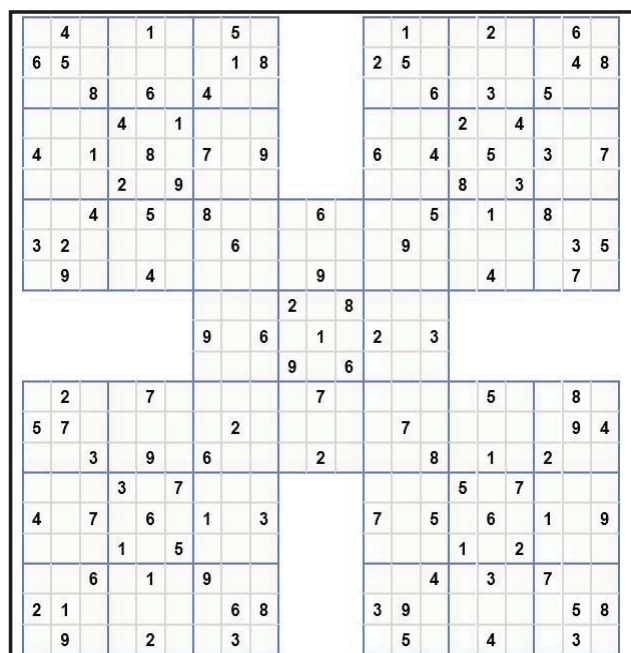 4 1 5 1 2 6
6 5 1 8 2 5 4 8
8 6 4 6 3 5
4 1 2 4
4 1 8 7 9 6 4 5 3 7
2 9 8 3
4 5 8 6 5 1 8
3 2 6 9 3 5
9 4 9 4 7
2 8
9 6 1 2 3
9 6
2 7 7 5 8
5 7 2 7 9 4
3 9 6 2 8 1 2
3 7 5 7
4 7 6 1 3 7 5 6 1 9
1 5 1 2
6 1 9 4 3 7
2 1 6 8 3 9 5 8
9 2 3 5 4 3